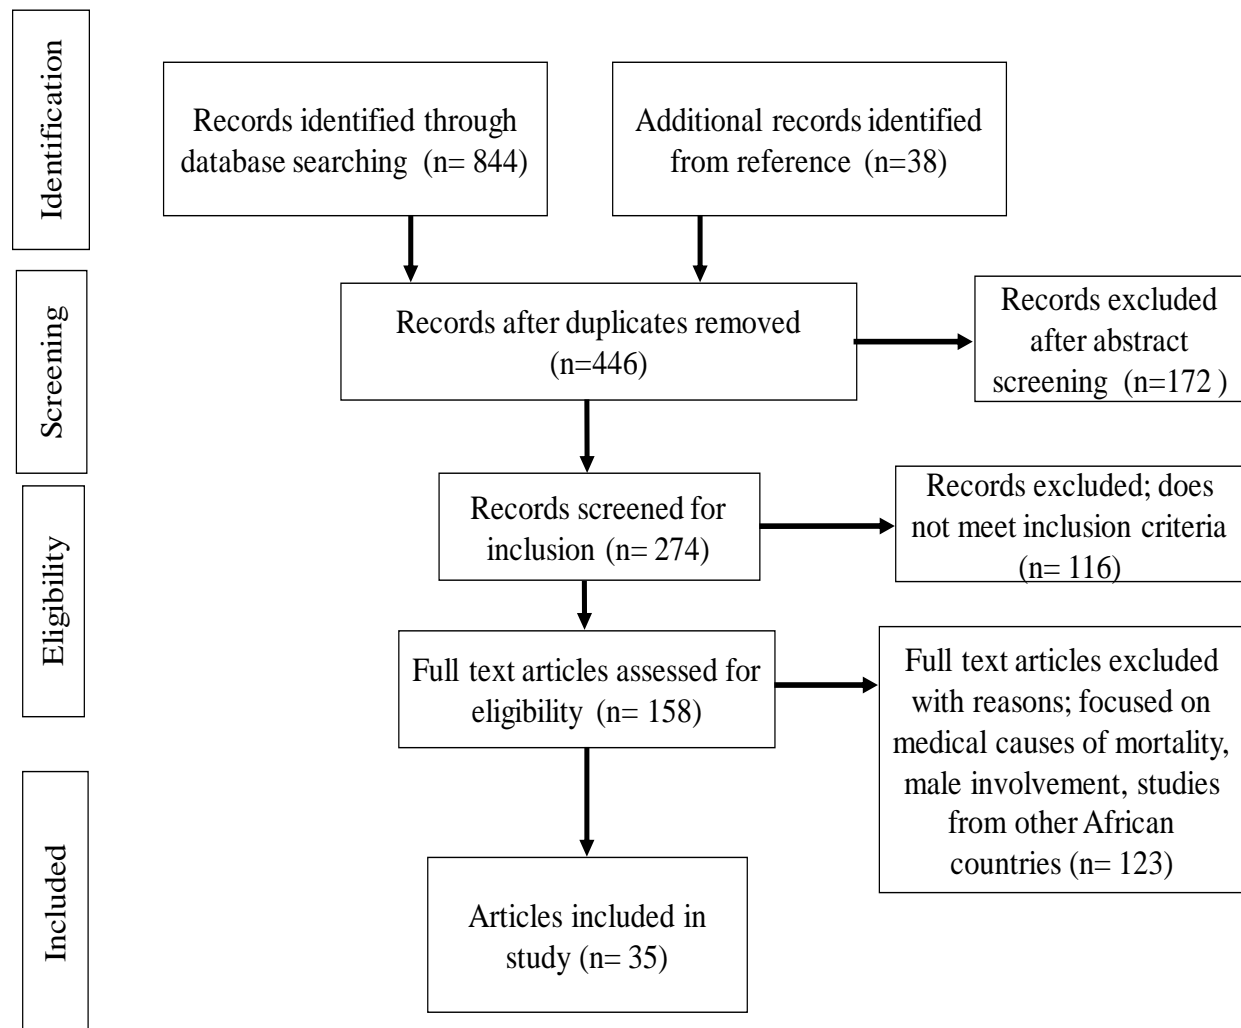 Identification
Records identified through
database searching (n= 844)
Additional records identified
from reference (n=38)
Screening
Records after duplicates removed
(n=446)
Records excluded
after abstract
screening (n=172 )
Eligibility
Records screened for
inclusion (n= 274)
Records excluded; does
not meet inclusion criteria
(n= 116)
Full text articles assessed for
eligibility (n= 158)
Full text articles excluded
with reasons; focused on
medical causes of mortality,
male involvement, studies
from other African
countries (n= 123)
Included
Articles included in
study (n= 35)